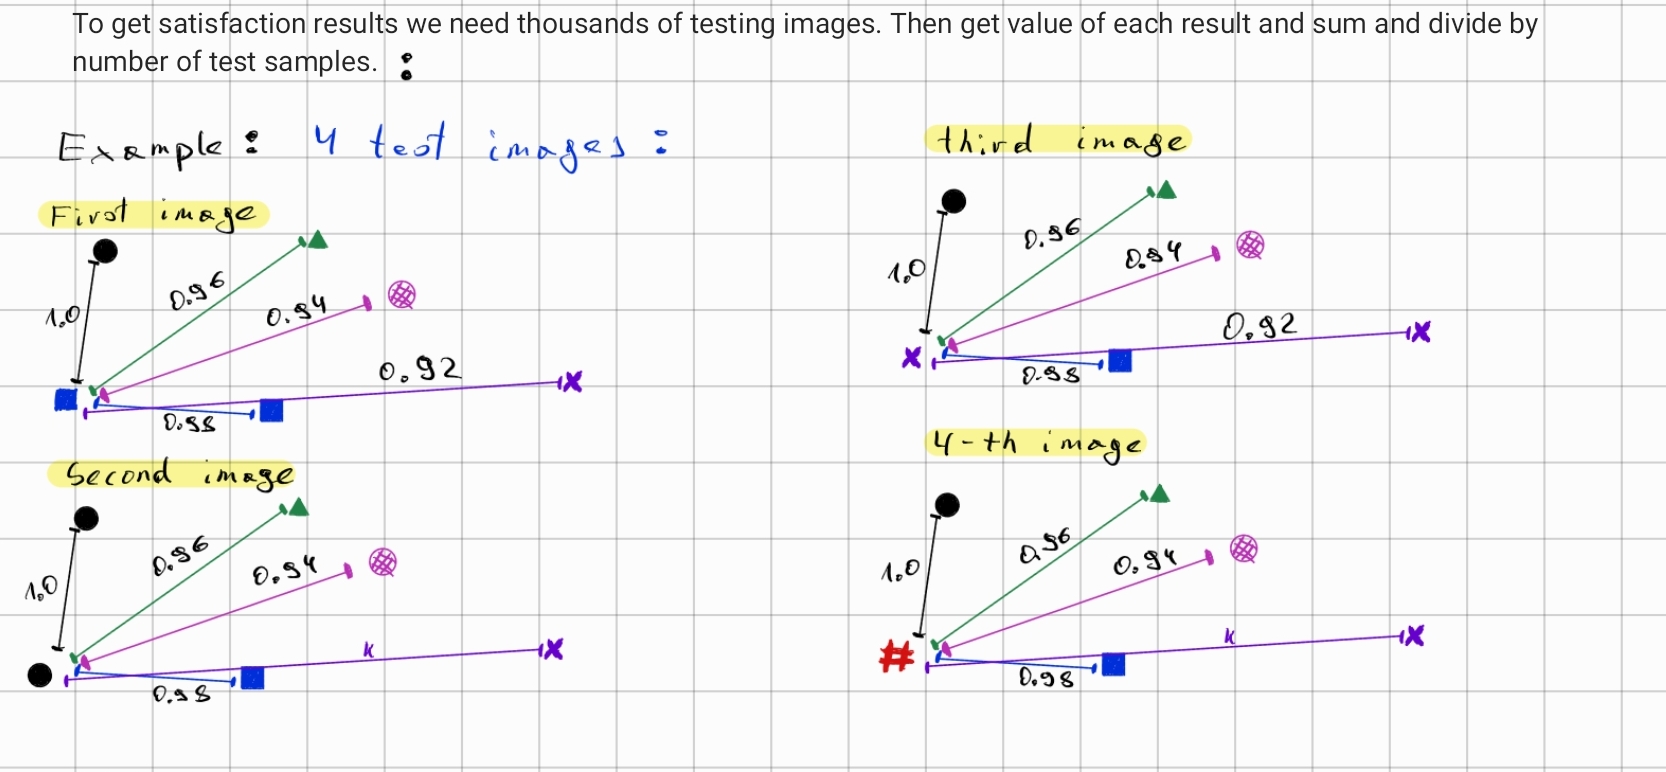 To get satisfaction results we need thousands of testing images. Then get value of each result and sum and divide by
number of test samples. :
Example: 4 test images:
First image
1.0
0.96
0.94
0.92
0.98
Second image
1.0
0.96
0.94
K
0.98
third image
1.0
0.96
0.94
0.92
0.98
4-th image
1.0
0.96
0.94
K
#
0.98